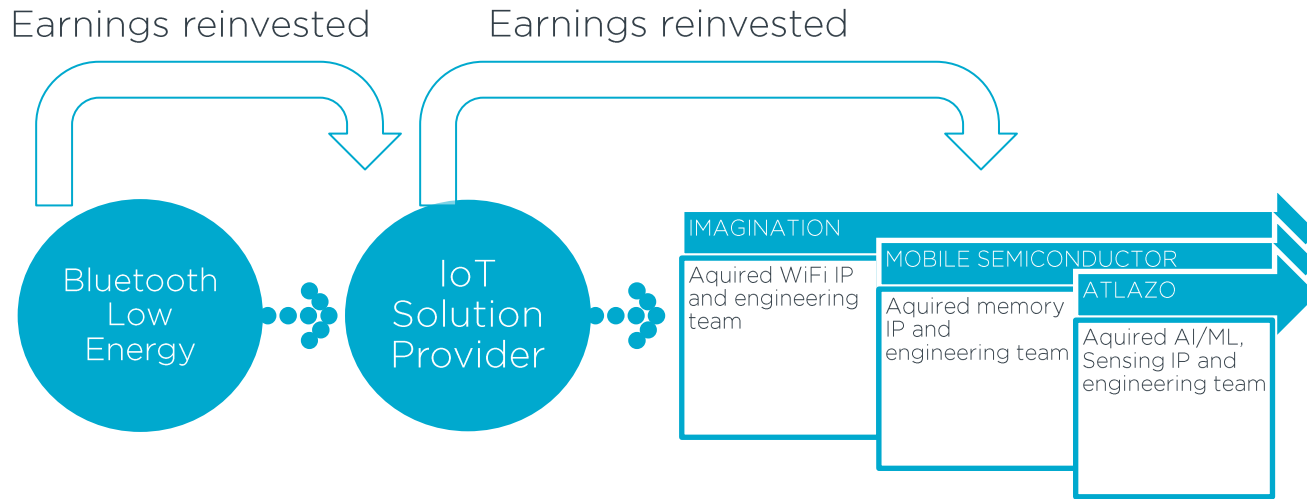 Earnings reinvested
Earnings reinvested
Bluetooth
Low
Energy
IoT
Solution
Provider
IMAGINATION
Aquired WiFi IP
and engineering
team
MOBILE SEMICONDUCTOR
Aquired memory
IP and
engineering team
ATLAZO
Aquired AI/ML,
Sensing IP and
engineering team